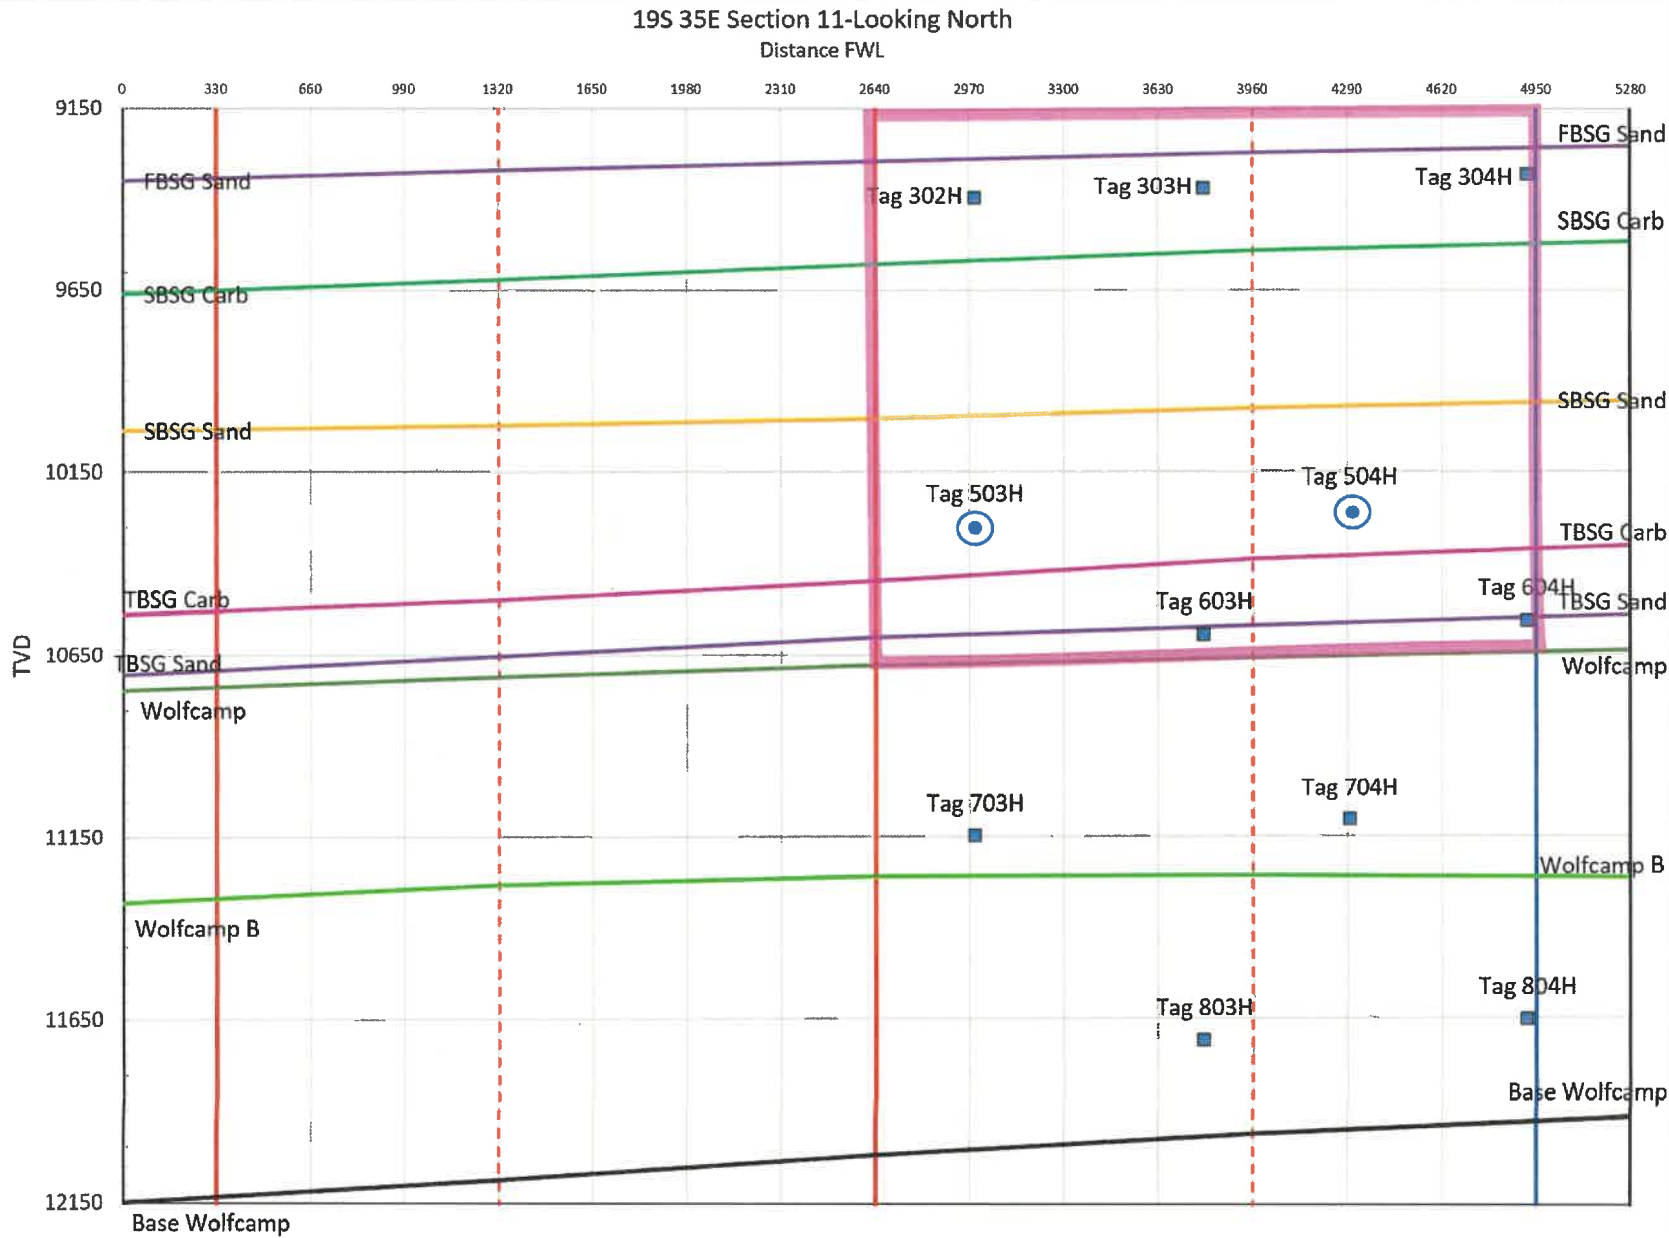 19S 35E Section 11-Looking North
Distance FWL
0 330 660 990 1320 1650 1980 2310 2640 2970 3300 3630 3960 4290 4620 4950 5280
9150
FBSG Sand
Tag 304H
Tag 303H
FBSG Sand
Tag 302H
SBSG Carb
9650
SBSG Carb
SBSG Sand
SBSG Sand
10150
Tag 504H
Tag 503H
TBSG Carb
Tag 604H
TBSG Carb
Tag 603H
TBSG Sand
TVD
10650
TBSG Sand
Wolfcamp
Wolfcamp
Tag 704H
Tag 703H
11150
Wolfcamp B
Wolfcamp B
Tag 804H
Tag 803H
11650
Base Wolfcamp
12150
Base Wolfcamp